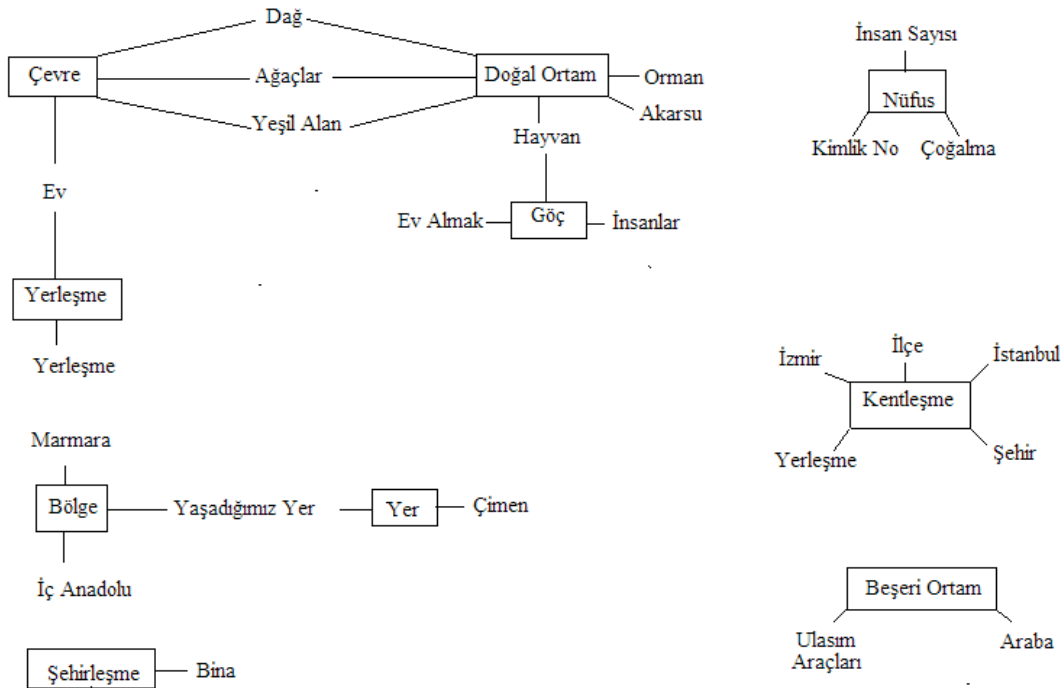 Dağ
İnsan Sayısı
Çevre
Ağaçlar
Doğal Ortam
Orman
Nüfus
Yeşil Alan
Akarsu
Hayvan
Kimlik No
Çoğalma
Ev
Ev Almak
Göç
İnsanlar
Yerleşme
Yerleşme
İzmir
İlçe
İstanbul
Kentleşme
Marmara
Yerleşme
Şehir
Bölge
Yaşadığımız Yer
Yer
Çimen
İç Anadolu
Beşeri Ortam
Ulasım
Araçları
Araba
Şehirleşme
Bina